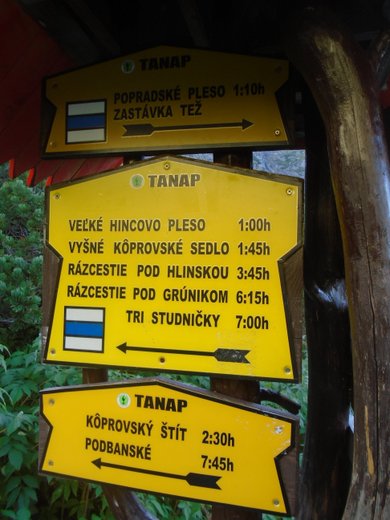 TANAP
POPRADSKÉ PLESO 1:10h
ZASTÁVKA TEŽ
TANAP
VEĽKÉ HINCOVO PLESO 1:00h
VYŠNÉ KÔPROVSKÉ SEDLO 1:45h
RÁZCESTIE POD HLINSKOU 3:45h
RÁZCESTIE POD GRÚNIKOM 6:15h
TRI STUDNIČKY 7:00h
TANAP
KÔPROVSKÝ ŠTÍT 2:30h
PODBANSKÉ 7:45h